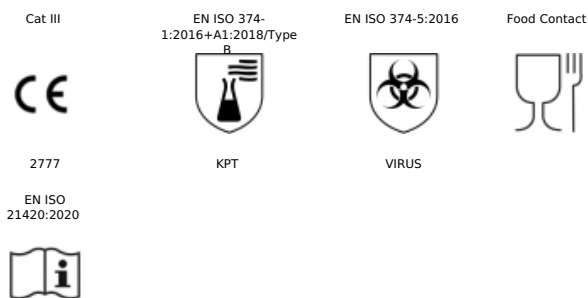 Cat III
EN ISO 374-
1:2016+A1:2018/Type
B
EN ISO 374-5:2016
Food Contact
CE
2777
KPT
VIRUS
EN ISO
21420:2020
i